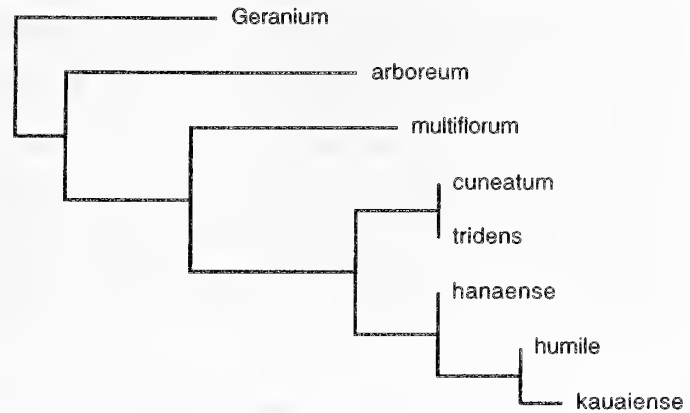 Geranium
arboreum
multiflorum
cuneatum
tridens
hanaense
humile
kauaiense